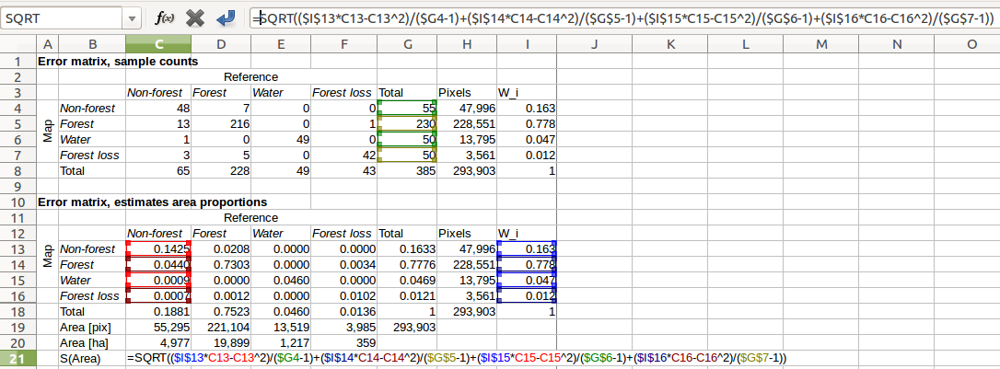 SQRT f(x) =SQRT(($I$13*C13-C13^2)/($G4-1)+($I$14*C14-C14^2)/($G$5-1)+($I$15*C15-C15^2)/($G$6-1)+($I$16*C16-C16^2)/($G$7-1))
A B C D E F G H I J K L M N O
1 Error matrix, sample counts
2 Reference
3 Non-forest Forest Water Forest loss Total Pixels W_i
4 Non-forest 48 7 0 0 55 47,996 0.163
5 Forest 13 216 0 1 230 228,551 0.778
Map
6 Water 1 0 49 0 50 13,795 0.047
7 Forest loss 3 5 0 42 50 3,561 0.012
8 Total 65 228 49 43 385 293,903 1
9
10 Error matrix, estimates area proportions
11 Reference
12 Non-forest Forest Water Forest loss Total Pixels W_i
13 Non-forest 0.1425 0.0208 0.0000 0.0000 0.1633 47,996 0.163
Map
14 Forest 0.0440 0.7303 0.0000 0.0034 0.7776 228,551 0.778
15 Water 0.0009 0.0000 0.0460 0.0000 0.0469 13,795 0.047
16 Forest loss 0.0007 0.0012 0.0000 0.0102 0.0121 3,561 0.012
18 Total 0.1881 0.7523 0.0460 0.0136 1 293,903 1
19 Area [pix] 55,295 221,104 13,519 3,985 293,903
20 Area [ha] 4,977 19,899 1,217 359
21 S(Area) =SQRT(($I$13*C13-C13^2)/($G4-1)+($I$14*C14-C14^2)/($G$5-1)+($I$15*C15-C15^2)/($G$6-1)+($I$16*C16-C16^2)/($G$7-1))